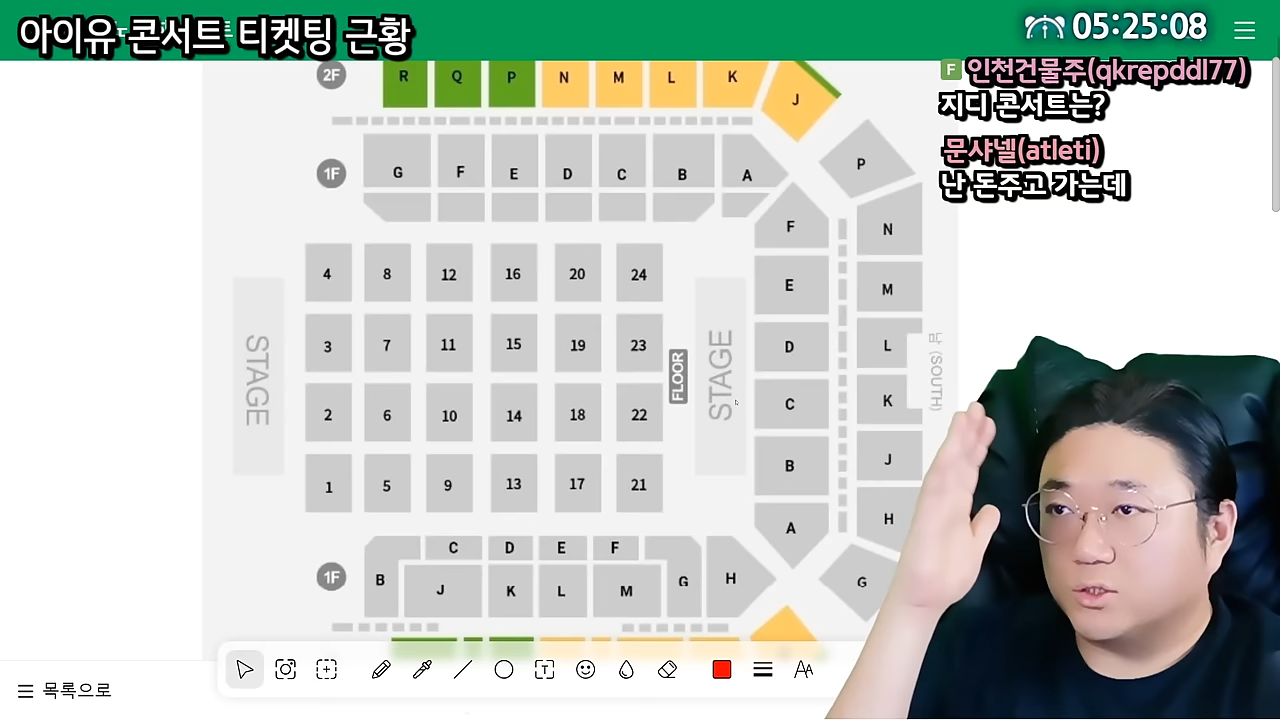 아이유 콘서트 티켓팅 근황
05:25:08
F 인천건물주(qkrepddl77)
지디 콘서트는?
문샤넬(atleti)
난 돈주고 가는데
2F R Q P N M L K J
1F G F E D C B A
P
F N
E M
D L
C K
B J
A H
G
남 (SOUTH)
4 8 12 16 20 24
3 7 11 15 19 23
2 6 10 14 18 22
1 5 9 13 17 21
STAGE
FLOOR
STAGE
C D E F
1F B J K L M G H
T
AA
목록으로